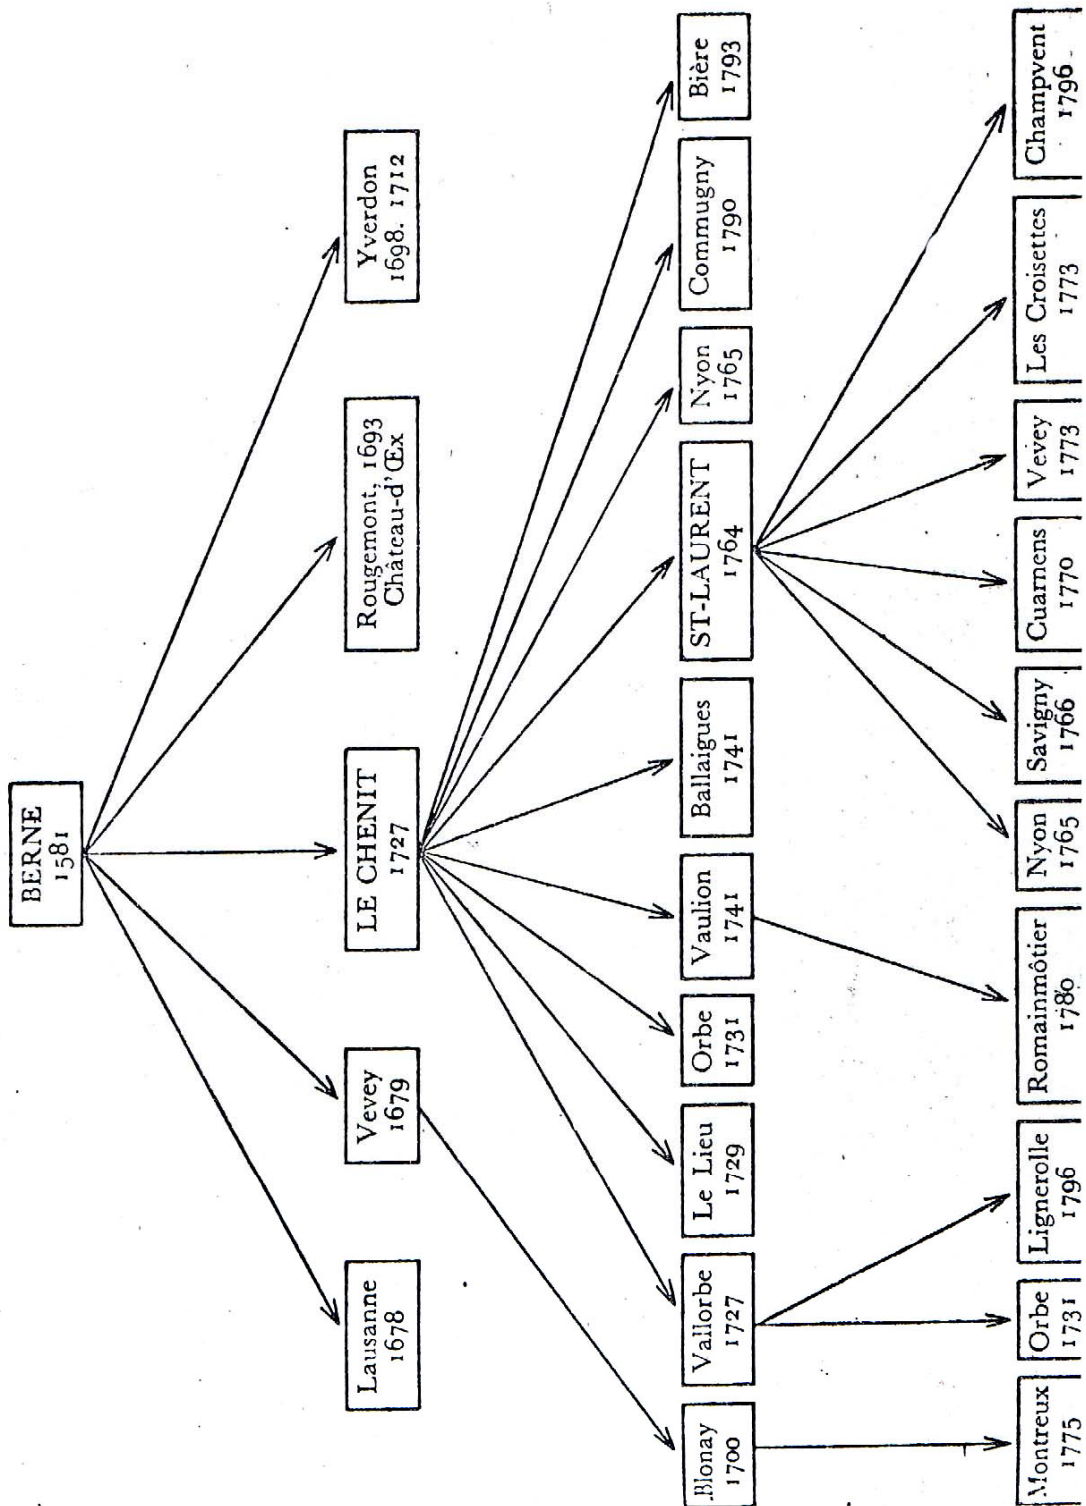 BERNE
1581
Lausanne
1678
Vevey
1679
LE CHENIT
1727
Rougemont, 1693
Château-d'Œx
Yverdon
1698. 1712
Blonay
1700
Vallorbe
1727
Le Lieu
1729
Orbe
1731
Vaulion
1741
Ballaigues
1741
ST-LAURENT
1764
Nyon
1765
Commugny
1790
Bière
1793
Montreux
1775
Orbe
1731
Lignerolle
1796
Romainmôtier
1780
Nyon
1765
Savigny
1766
Cuarnens
1770
Vevey
1773
Les Croisettes
1773
Champvent
1796